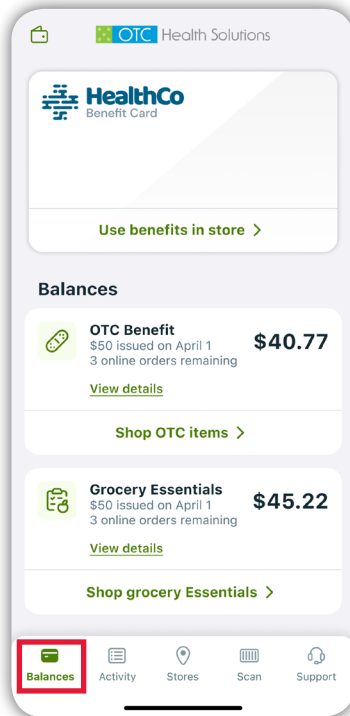 OTC Health Solutions
HealthCo
Benefit Card
Use benefits in store >
Balances
OTC Benefit
$50 issued on April 1
3 online orders remaining
$40.77
View details
Shop OTC items >
Grocery Essentials
$50 issued on April 1
3 online orders remaining
$45.22
View details
Shop grocery Essentials >
Balances Activity Stores Scan Support